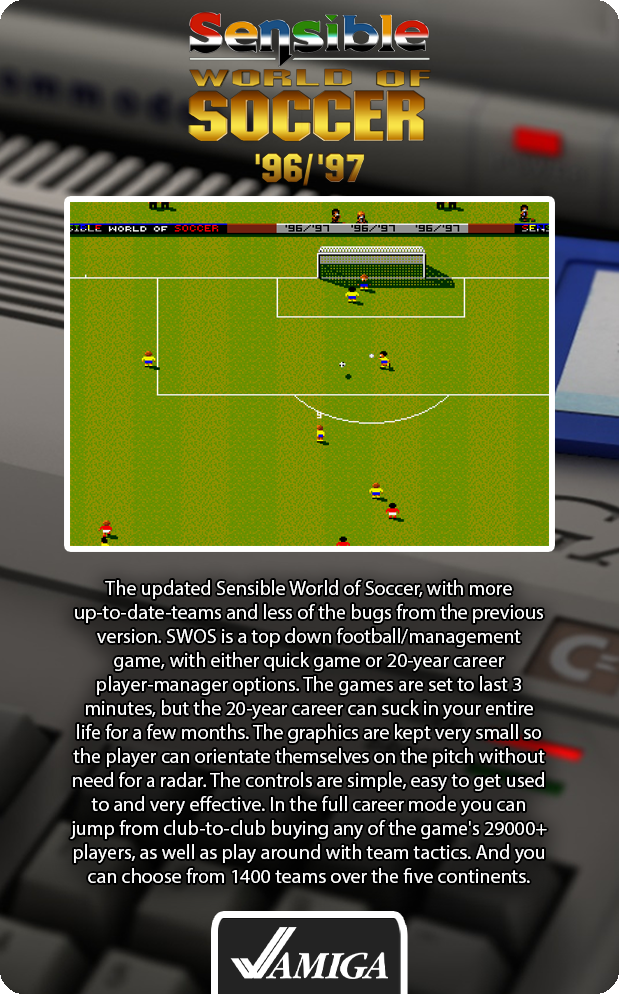 Sensible
WORLD OF
SOCCER
'96/'97
SIBLE WORLD OF SOCCER '96/'97 '96/'97 '96/'97 SEN
9
The updated Sensible World of Soccer, with more
up-to-date-teams and less of the bugs from the previous
version. SWOS is a top down football/management
game, with either quick game or 20-year career
player-manager options. The games are set to last 3
minutes, but the 20-year career can suck in your entire
life for a few months. The graphics are kept very small so
the player can orientate themselves on the pitch without
need for a radar. The controls are simple, easy to get used
to and very effective. In the full career mode you can
jump from club-to-club buying any of the game's 29000+
players, as well as play around with team tactics. And you
can choose from 1400 teams over the five continents.
AMIGA